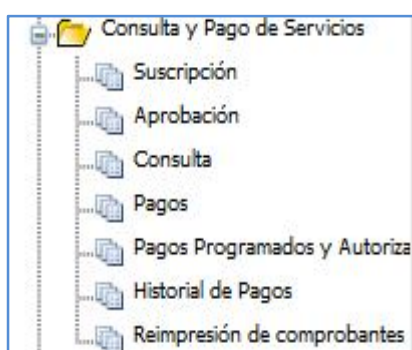 Consulta y Pago de Servicios
Suscripción
Aprobación
Consulta
Pagos
Pagos Programados y Autoriza
Historial de Pagos
Reimpresión de comprobantes